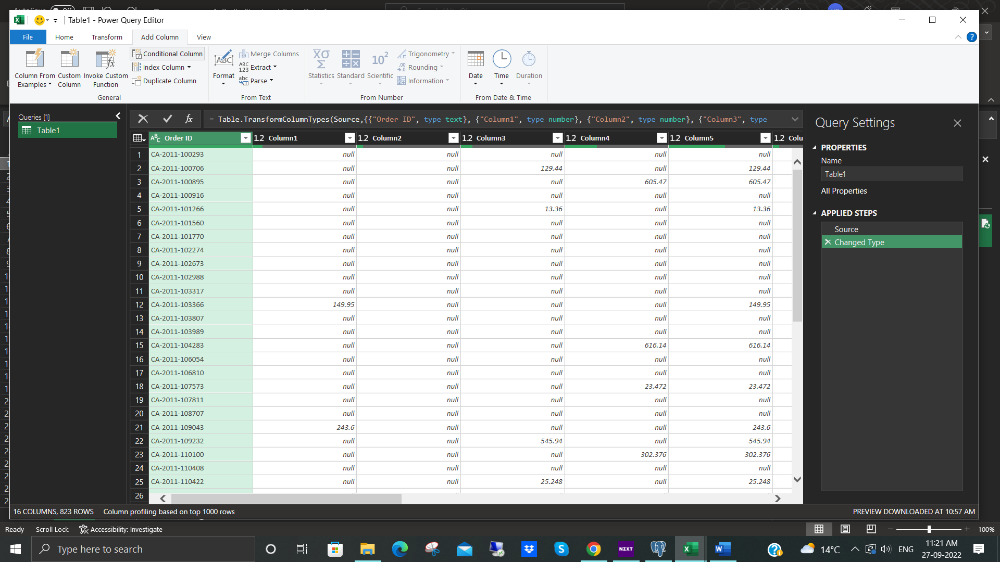 Table1 - Power Query Editor
File Home Transform Add Column View
Column From Examples
Custom Column
Invoke Custom Function
Conditional Column
Index Column
Duplicate Column
General
Format
Merge Columns
Extract
Parse
From Text
Statistics
Standard
Scientific
Trigonometry
Rounding
Information
From Number
Date
Time
Duration
From Date & Time
Queries [1]
Table1
= Table.TransformColumnTypes(Source,{{"Order ID", type text}, {"Column1", type number}, {"Column2", type number}, {"Column3", type
Order ID 1.2 Column1 1.2 Column2 1.2 Column3 1.2 Column4 1.2 Column5 1.2 Colu
1 CA-2011-100293 null null null null null
2 CA-2011-100706 null null 129.44 null 129.44
3 CA-2011-100895 null null null 605.47 605.47
4 CA-2011-100916 null null null null null
5 CA-2011-101266 null null 13.36 null 13.36
6 CA-2011-101560 null null null null null
7 CA-2011-101770 null null null null null
8 CA-2011-102274 null null null null null
9 CA-2011-102673 null null null null null
10 CA-2011-102988 null null null null null
11 CA-2011-103317 null null null null null
12 CA-2011-103366 149.95 null null null 149.95
13 CA-2011-103807 null null null null null
14 CA-2011-103989 null null null null null
15 CA-2011-104283 null null null 616.14 616.14
16 CA-2011-106054 null null null null null
17 CA-2011-106810 null null null null null
18 CA-2011-107573 null null null 23.472 23.472
19 CA-2011-107811 null null null null null
20 CA-2011-108707 null null null null null
21 CA-2011-109043 243.6 null null null 243.6
22 CA-2011-109232 null null 545.94 null 545.94
23 CA-2011-110100 null null null 302.376 302.376
24 CA-2011-110408 null null null null null
25 CA-2011-110422 null null 25.248 null 25.248
26
Query Settings
PROPERTIES
Name
Table1
All Properties
APPLIED STEPS
Source
Changed Type
16 COLUMNS, 823 ROWS Column profiling based on top 1000 rows PREVIEW DOWNLOADED AT 10:57 AM
Ready Scroll Lock Accessibility: Investigate 100%
Type here to search
NZXT
14°C ENG 11:21 AM
27-09-2022